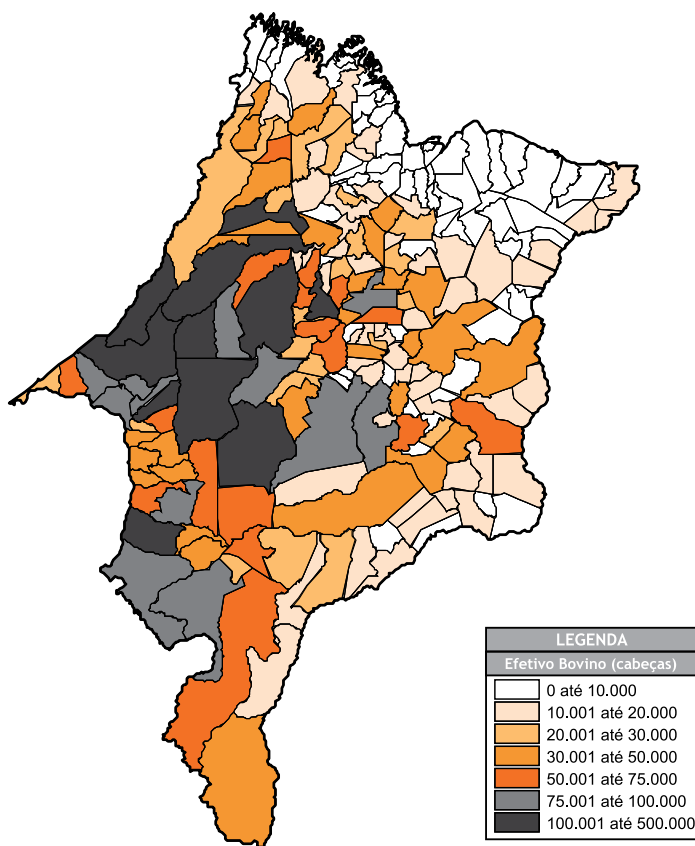 LEGENDA
Efetivo Bovino (cabeças)
0 até 10.000
10.001 até 20.000
20.001 até 30.000
30.001 até 50.000
50.001 até 75.000
75.001 até 100.000
100.001 até 500.000